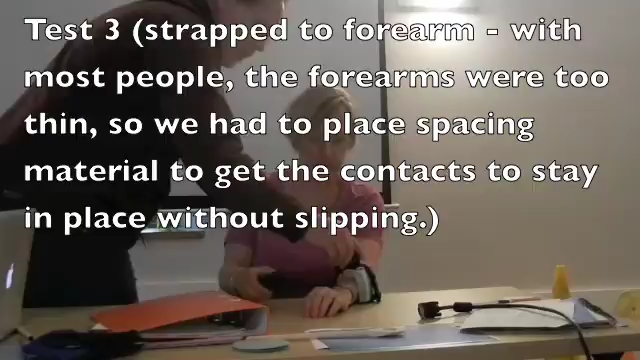 Test 3 (strapped to forearm - with
most people, the forearms were too
thin, so we had to place spacing
material to get the contacts to stay
in place without slipping.)